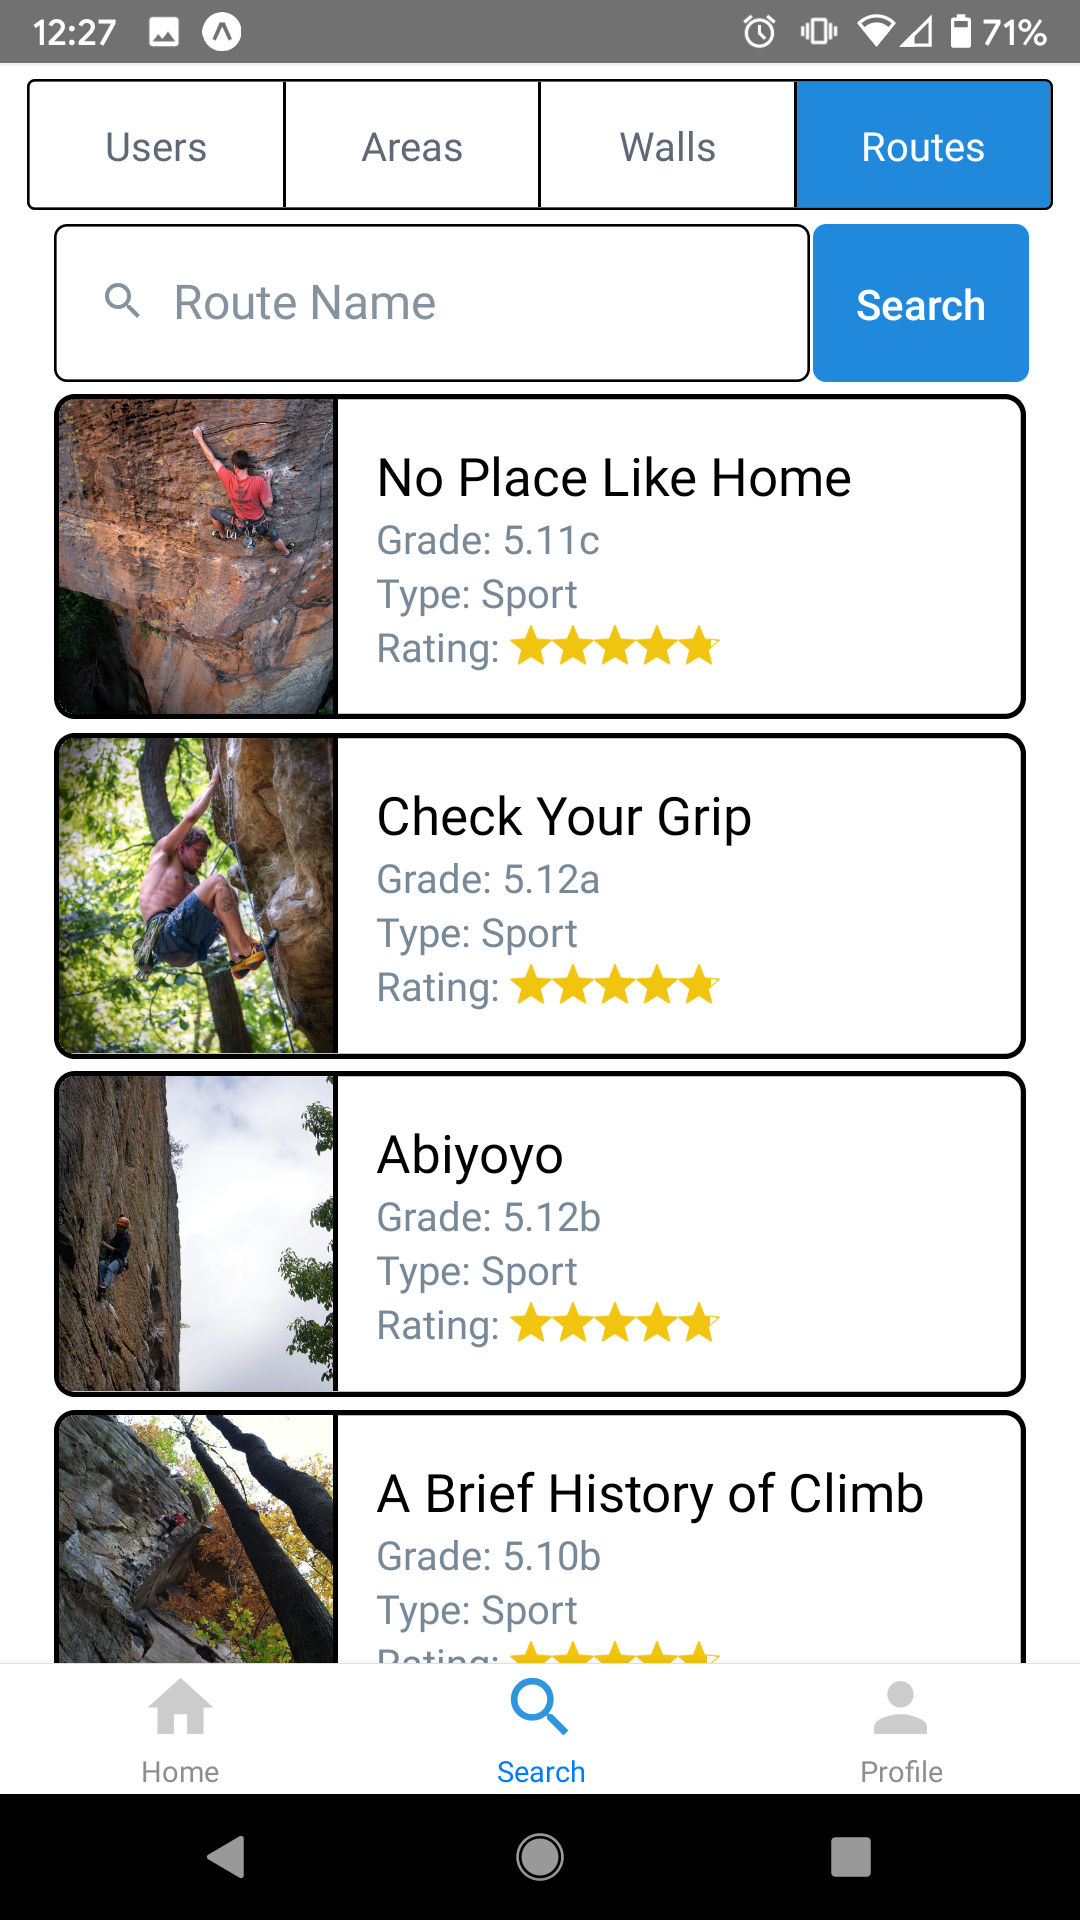 12:27 71%
Users Areas Walls Routes
Route Name Search
No Place Like Home
Grade: 5.11c
Type: Sport
Rating:
Check Your Grip
Grade: 5.12a
Type: Sport
Rating:
Abiyoyo
Grade: 5.12b
Type: Sport
Rating:
A Brief History of Climb
Grade: 5.10b
Type: Sport
Rating:
Home Search Profile